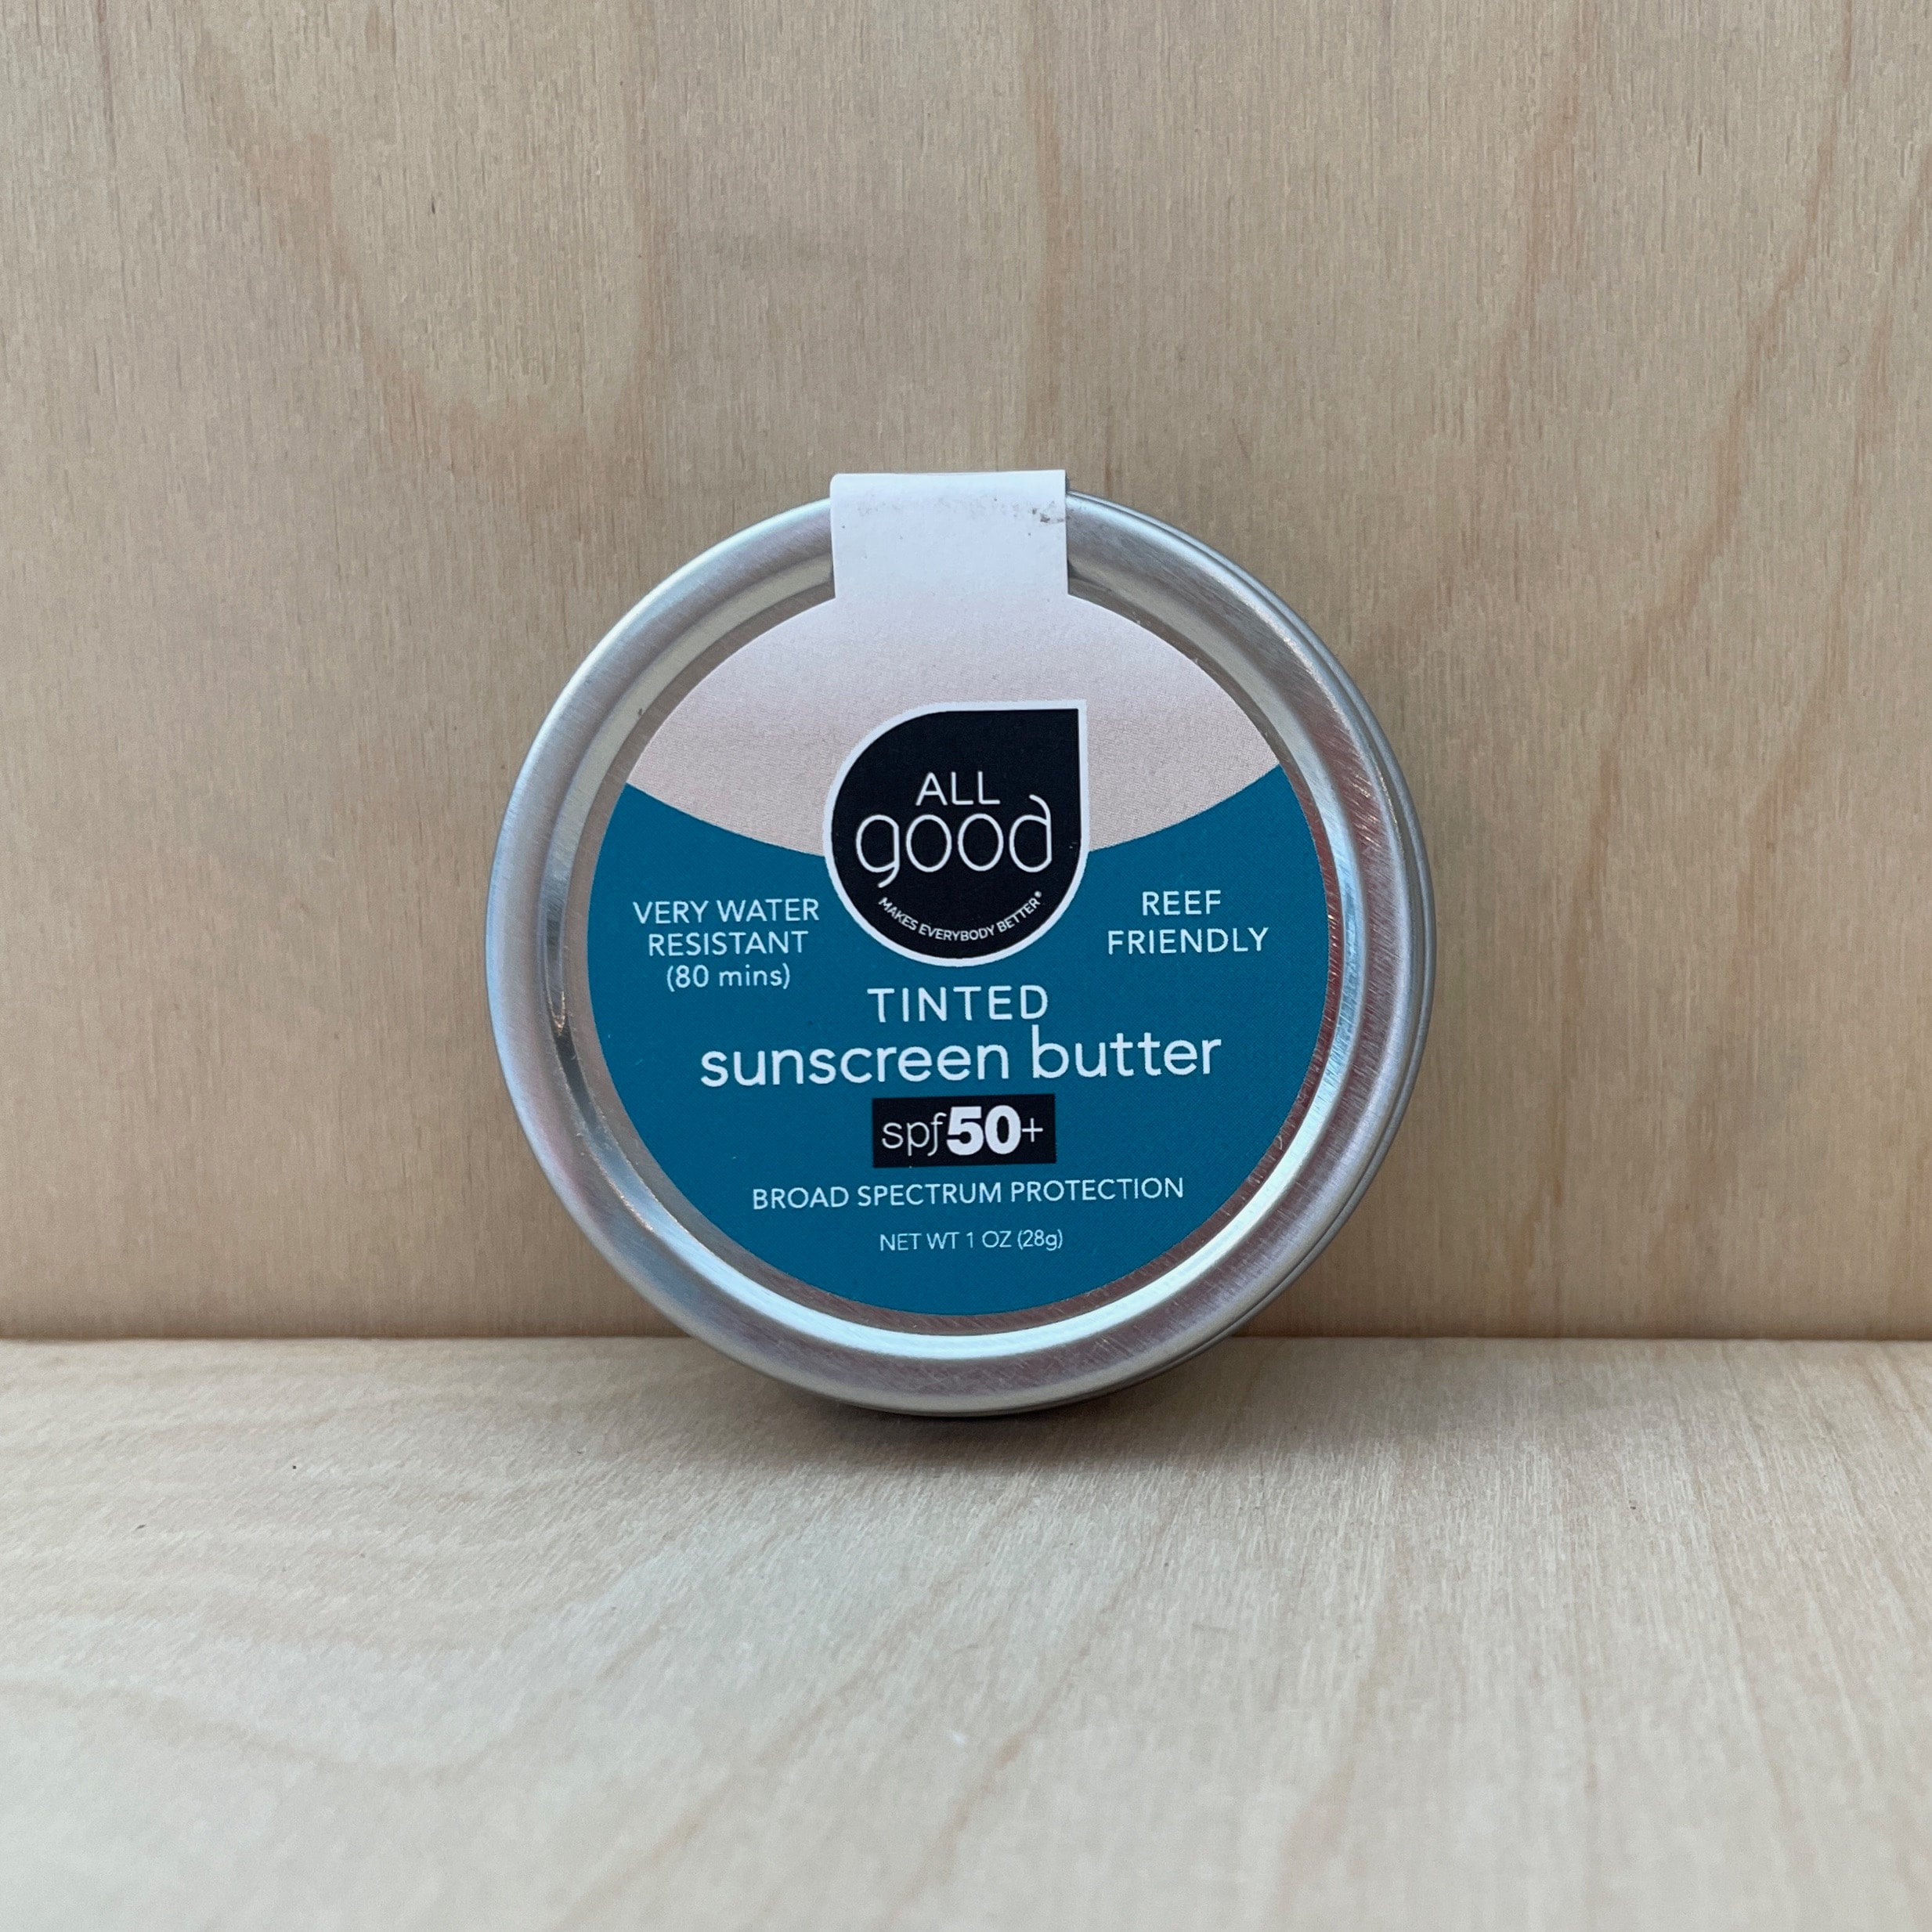 ALL
good
MAKES EVERYBODY BETTER®
VERY WATER
RESISTANT
(80 mins)
REEF
FRIENDLY
TINTED
sunscreen butter
spf50+
BROAD SPECTRUM PROTECTION
NET WT 1 OZ (28g)